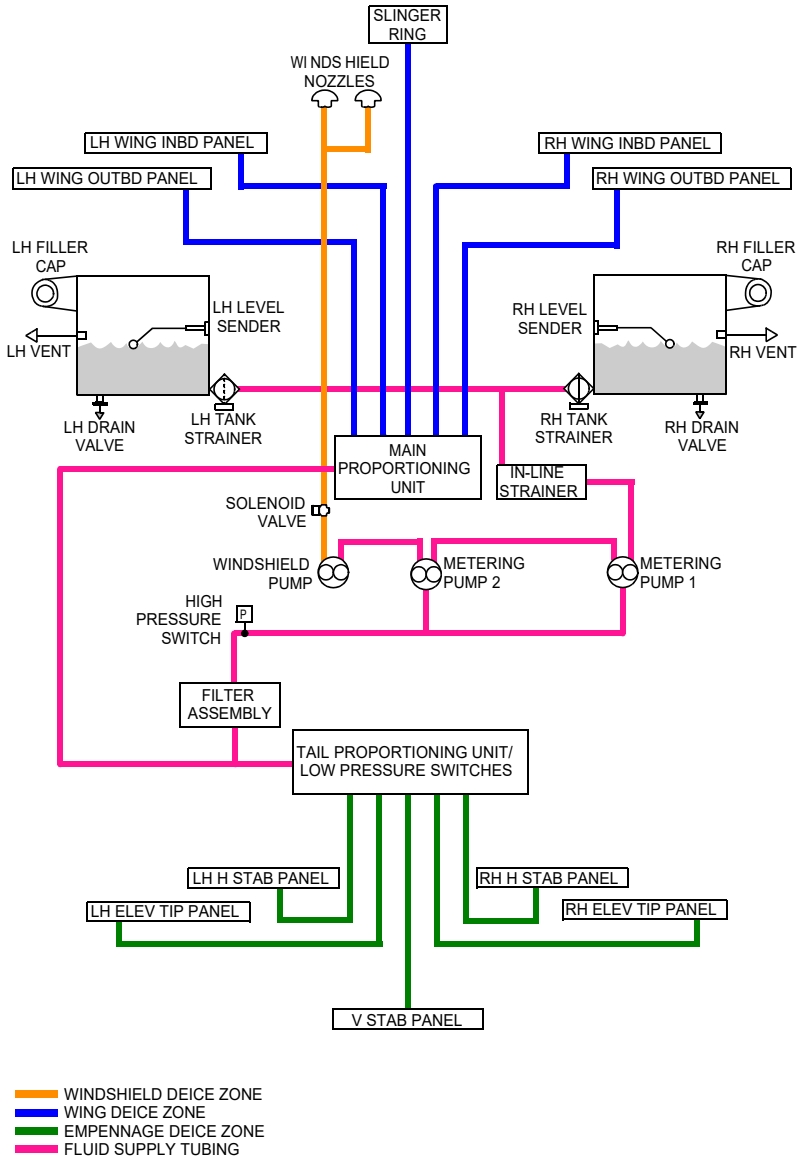 SLINGER
RING
WINDSHIELD
NOZZLES
LH WING INBD PANEL
RH WING INBD PANEL
LH WING OUTBD PANEL
RH WING OUTBD PANEL
LH FILLER
CAP
RH FILLER
CAP
LH LEVEL
SENDER
RH LEVEL
SENDER
LH VENT
RH VENT
LH DRAIN
VALVE
LH TANK
STRAINER
RH TANK
STRAINER
RH DRAIN
VALVE
MAIN
PROPORTIONING
UNIT
IN-LINE
STRAINER
SOLENOID
VALVE
WINDSHIELD
PUMP
METERING
PUMP 2
METERING
PUMP 1
HIGH
PRESSURE
SWITCH
P
FILTER
ASSEMBLY
TAIL PROPORTIONING UNIT/
LOW PRESSURE SWITCHES
LH H STAB PANEL
RH H STAB PANEL
LH ELEV TIP PANEL
RH ELEV TIP PANEL
V STAB PANEL
WINDSHIELD DEICE ZONE
WING DEICE ZONE
EMPENNAGE DEICE ZONE
FLUID SUPPLY TUBING